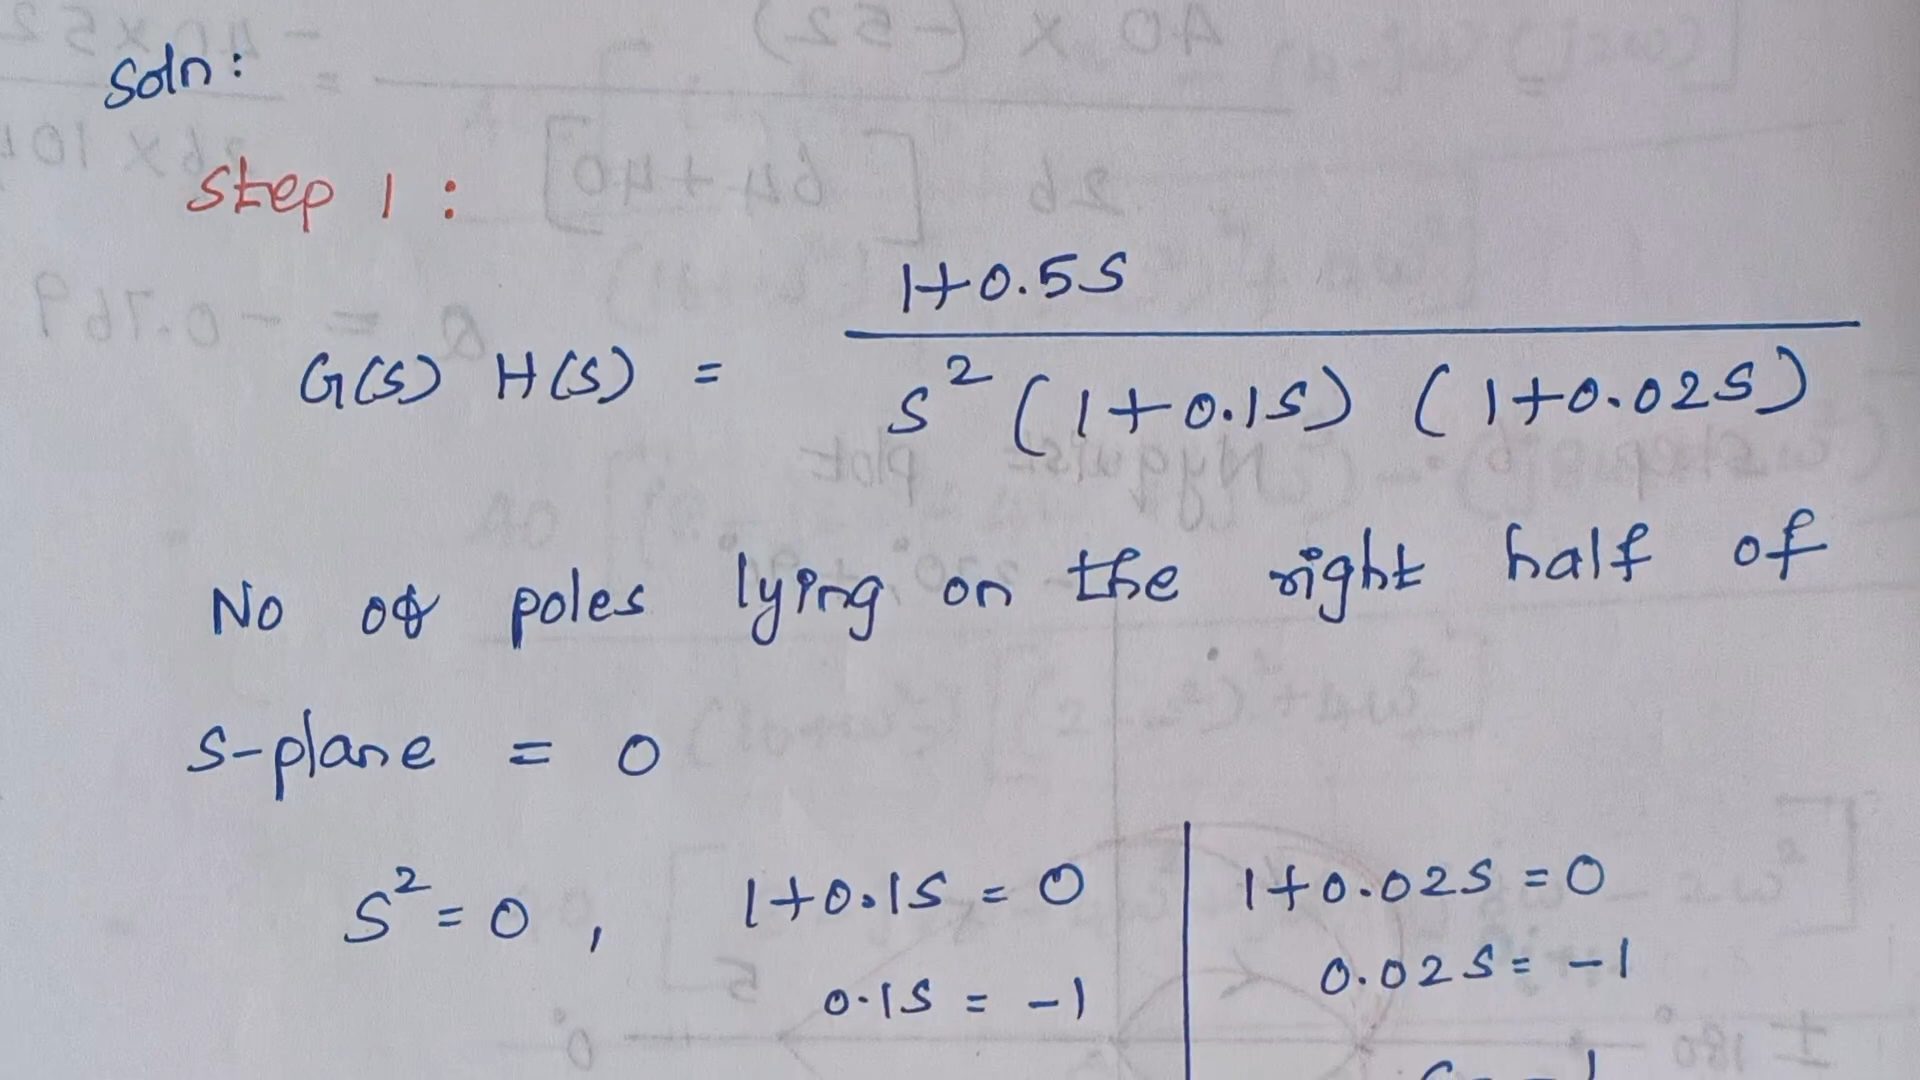 Soln:
Step 1 :
1+0.5S
G(S) H(S) =
S² (1+0.1S) (1+0.02S)
No of poles lying on the right half of
S-plane = 0
S² = 0 , 1+0.1S = 0 1+0.02S = 0
0.1S = -1 0.02S = -1